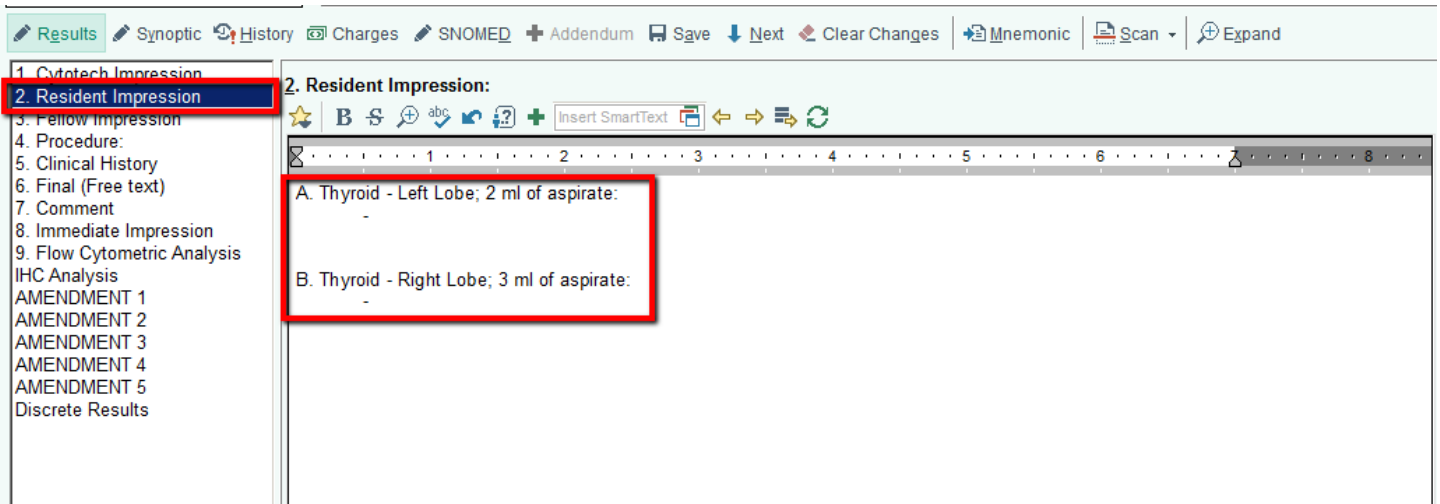 Results Synoptic History Charges SNOMED Addendum Save Next Clear Changes Mnemonic Scan Expand
1. Cytotech Impression
2. Resident Impression
3. Fellow Impression
4. Procedure:
5. Clinical History
6. Final (Free text)
7. Comment
8. Immediate Impression
9. Flow Cytometric Analysis
IHC Analysis
AMENDMENT 1
AMENDMENT 2
AMENDMENT 3
AMENDMENT 4
AMENDMENT 5
Discrete Results
2. Resident Impression:
B S abc Insert SmartText
1 2 3 4 5 6 7 8
A. Thyroid - Left Lobe; 2 ml of aspirate:
-
B. Thyroid - Right Lobe; 3 ml of aspirate:
-